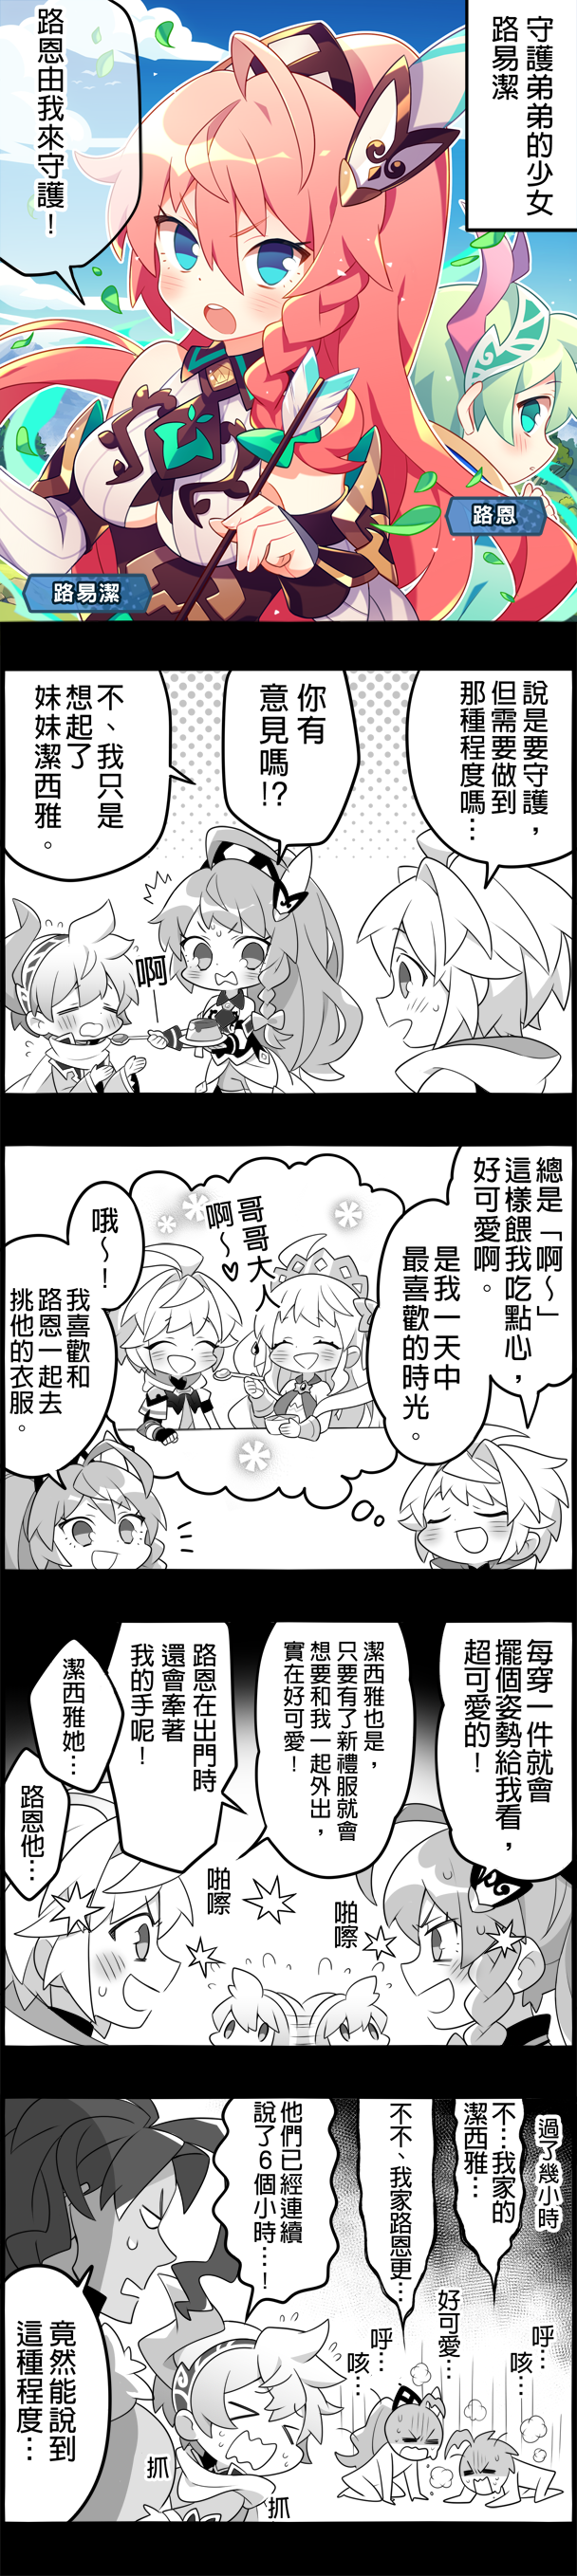 守護弟弟的少女
路易潔
路恩由我來守護！
路恩
路易潔
說是要守護，
但需要做到
那種程度嗎…
你有
意見嗎!?
不、我只是
想起了
妹妹潔西雅。
啊—
總是「啊～」
這樣餵我吃點心，
好可愛啊。
是我一天中
最喜歡的時光。
哥哥大人
啊～♥
哦～！
我喜歡和
路恩一起去
挑他的衣服。
每穿一件就會
擺個姿勢給我看，
超可愛的！
潔西雅也是，
只要有了新禮服就會
想要和我一起外出，
實在好可愛！
路恩在出門時
還會牽著
我的手呢！
潔西雅她…
路恩他…
啪嚓
啪嚓
過了幾小時
不…我家的
潔西雅…
不不、我家路恩更…
好可愛…
呼…
咳…
呼…
咳…
他們已經連續
說了6個小時…！
竟然能說到
這種程度…
抓
抓